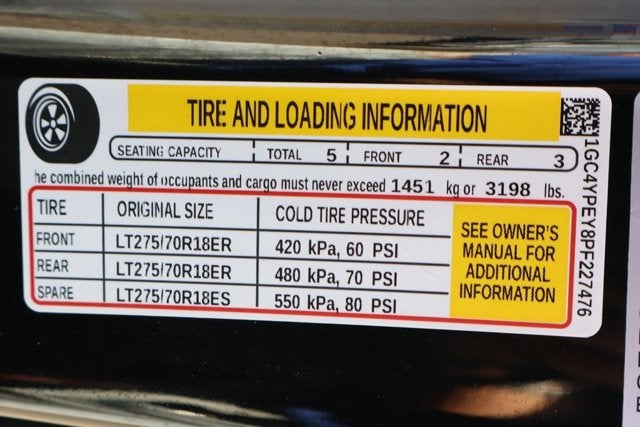 TIRE AND LOADING INFORMATION
SEATING CAPACITY TOTAL 5 FRONT 2 REAR 3
he combined weight of occupants and cargo must never exceed 1451 kg or 3198 lbs.
TIRE ORIGINAL SIZE COLD TIRE PRESSURE
FRONT LT275/70R18ER 420 kPa, 60 PSI
REAR LT275/70R18ER 480 kPa, 70 PSI
SPARE LT275/70R18ES 550 kPa, 80 PSI
SEE OWNER'S
MANUAL FOR
ADDITIONAL
INFORMATION
1GC4YPEY8PF227476